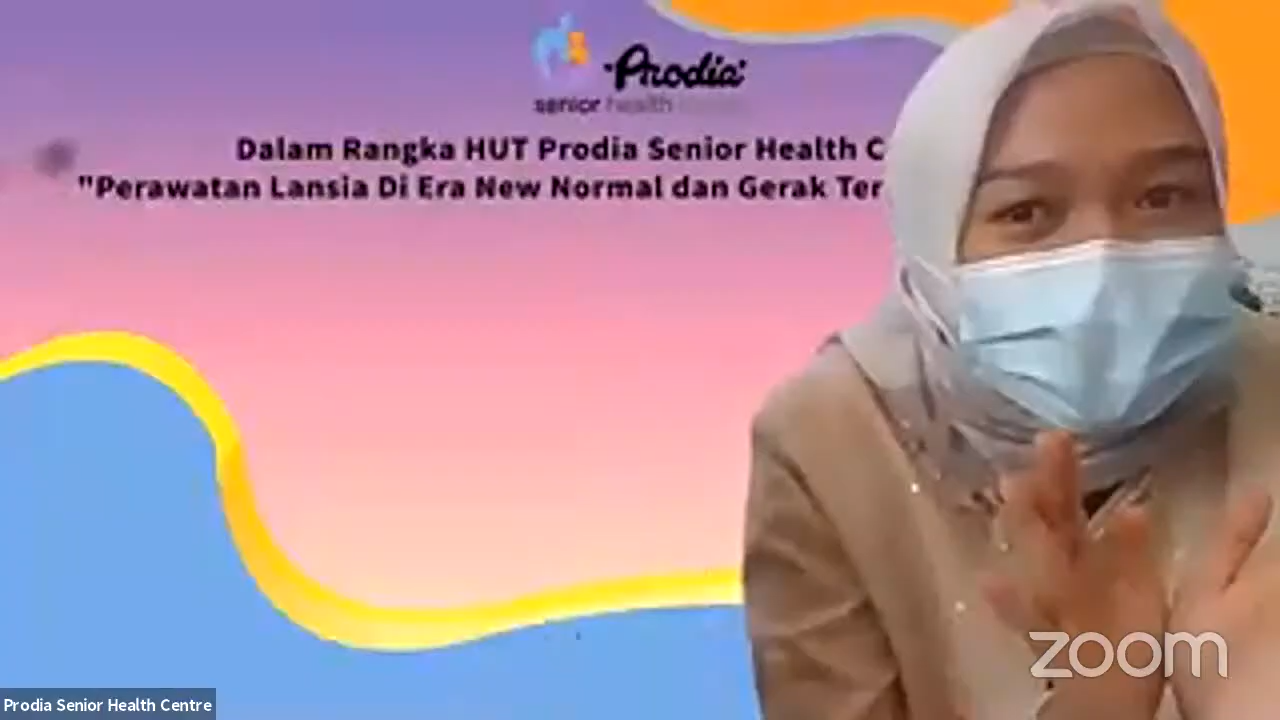 Prodia
senior health
Dalam Rangka HUT Prodia Senior Health C
"Perawatan Lansia Di Era New Normal dan Gerak Ter
zoom
Prodia Senior Health Centre